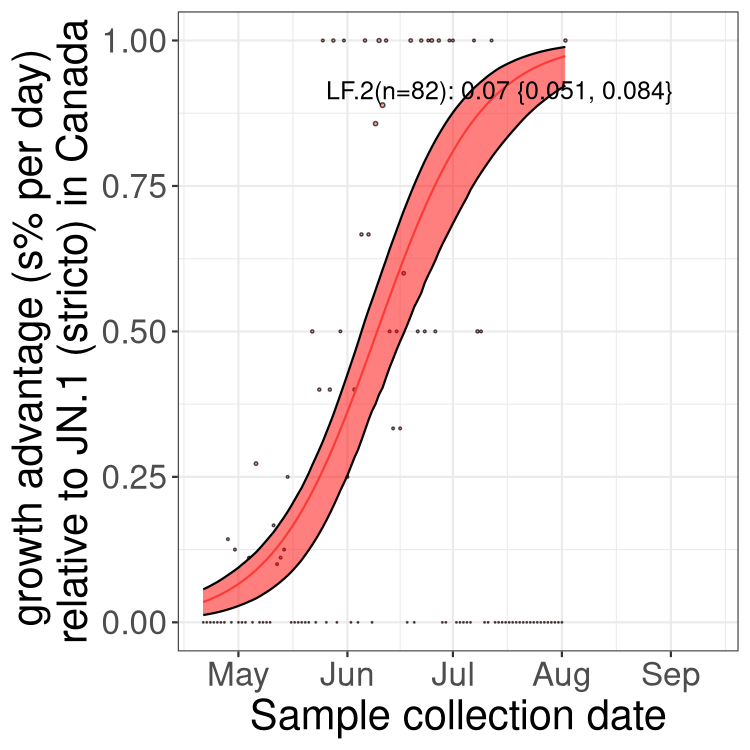 growth advantage (s% per day)
relative to JN.1 (stricto) in Canada
1.00
0.75
0.50
0.25
0.00
LF.2(n=82): 0.07 {0.051, 0.084}
May Jun Jul Aug Sep
Sample collection date